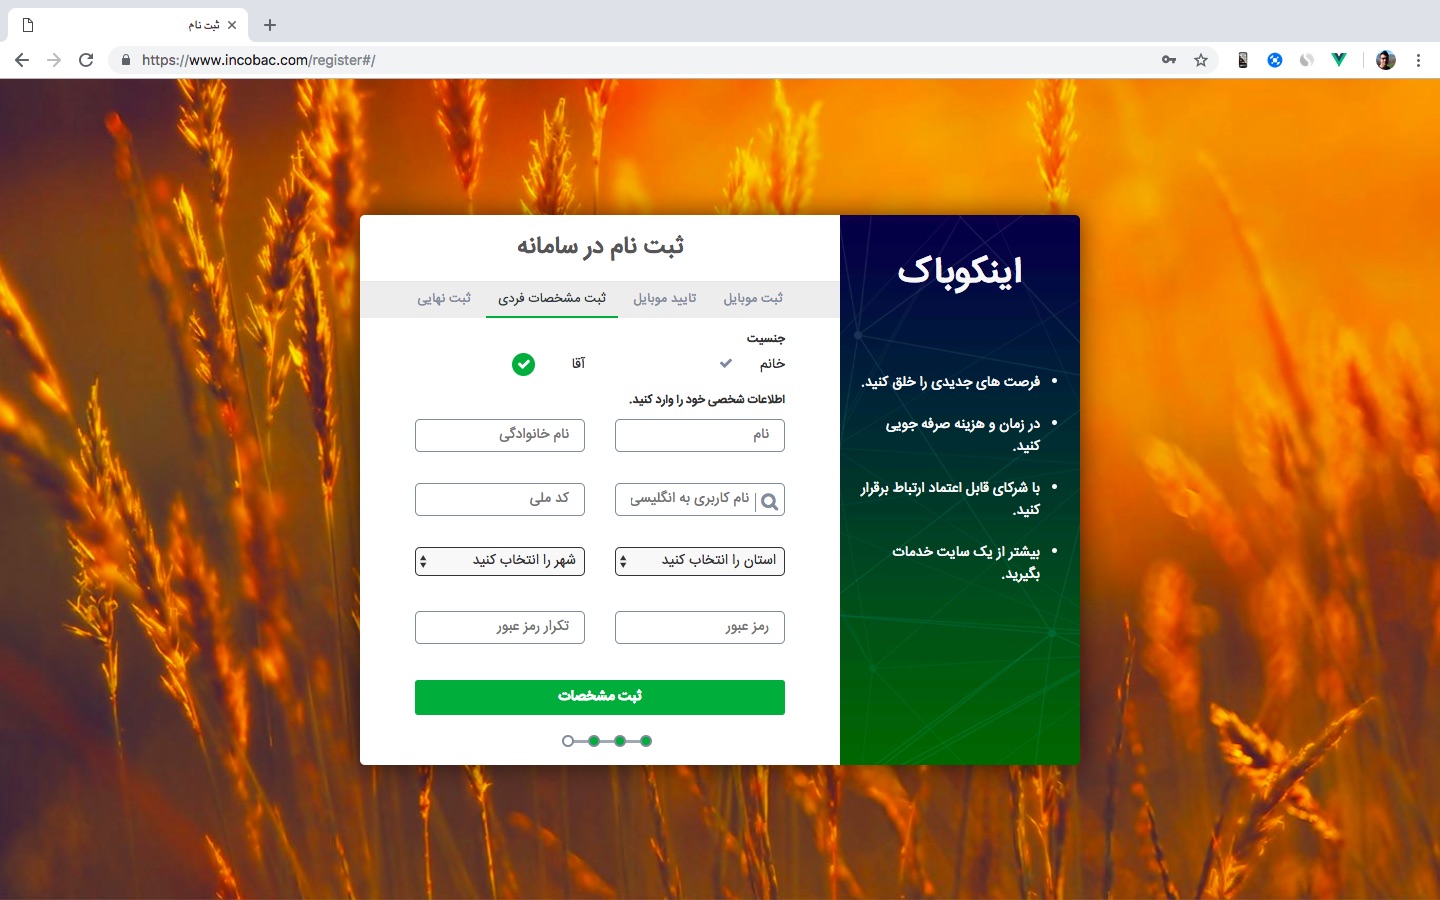 ثبت نام
https://www.incobac.com/register#/
ثبت نام در سامانه
ثبت موبایل
تایید موبایل
ثبت مشخصات فردی
ثبت نهایی
جنسیت
خانم
آقا
اطلاعات شخصی خود را وارد کنید.
نام
نام خانوادگی
نام کاربری به انگلیسی
کد ملی
استان را انتخاب کنید
شهر را انتخاب کنید
رمز عبور
تکرار رمز عبور
ثبت مشخصات
اینکوباک
فرصت های جدیدی را خلق کنید.
در زمان و هزینه صرفه جویی
کنید.
با شرکای قابل اعتماد ارتباط برقرار
کنید.
بیشتر از یک سایت خدمات
بگیرید.